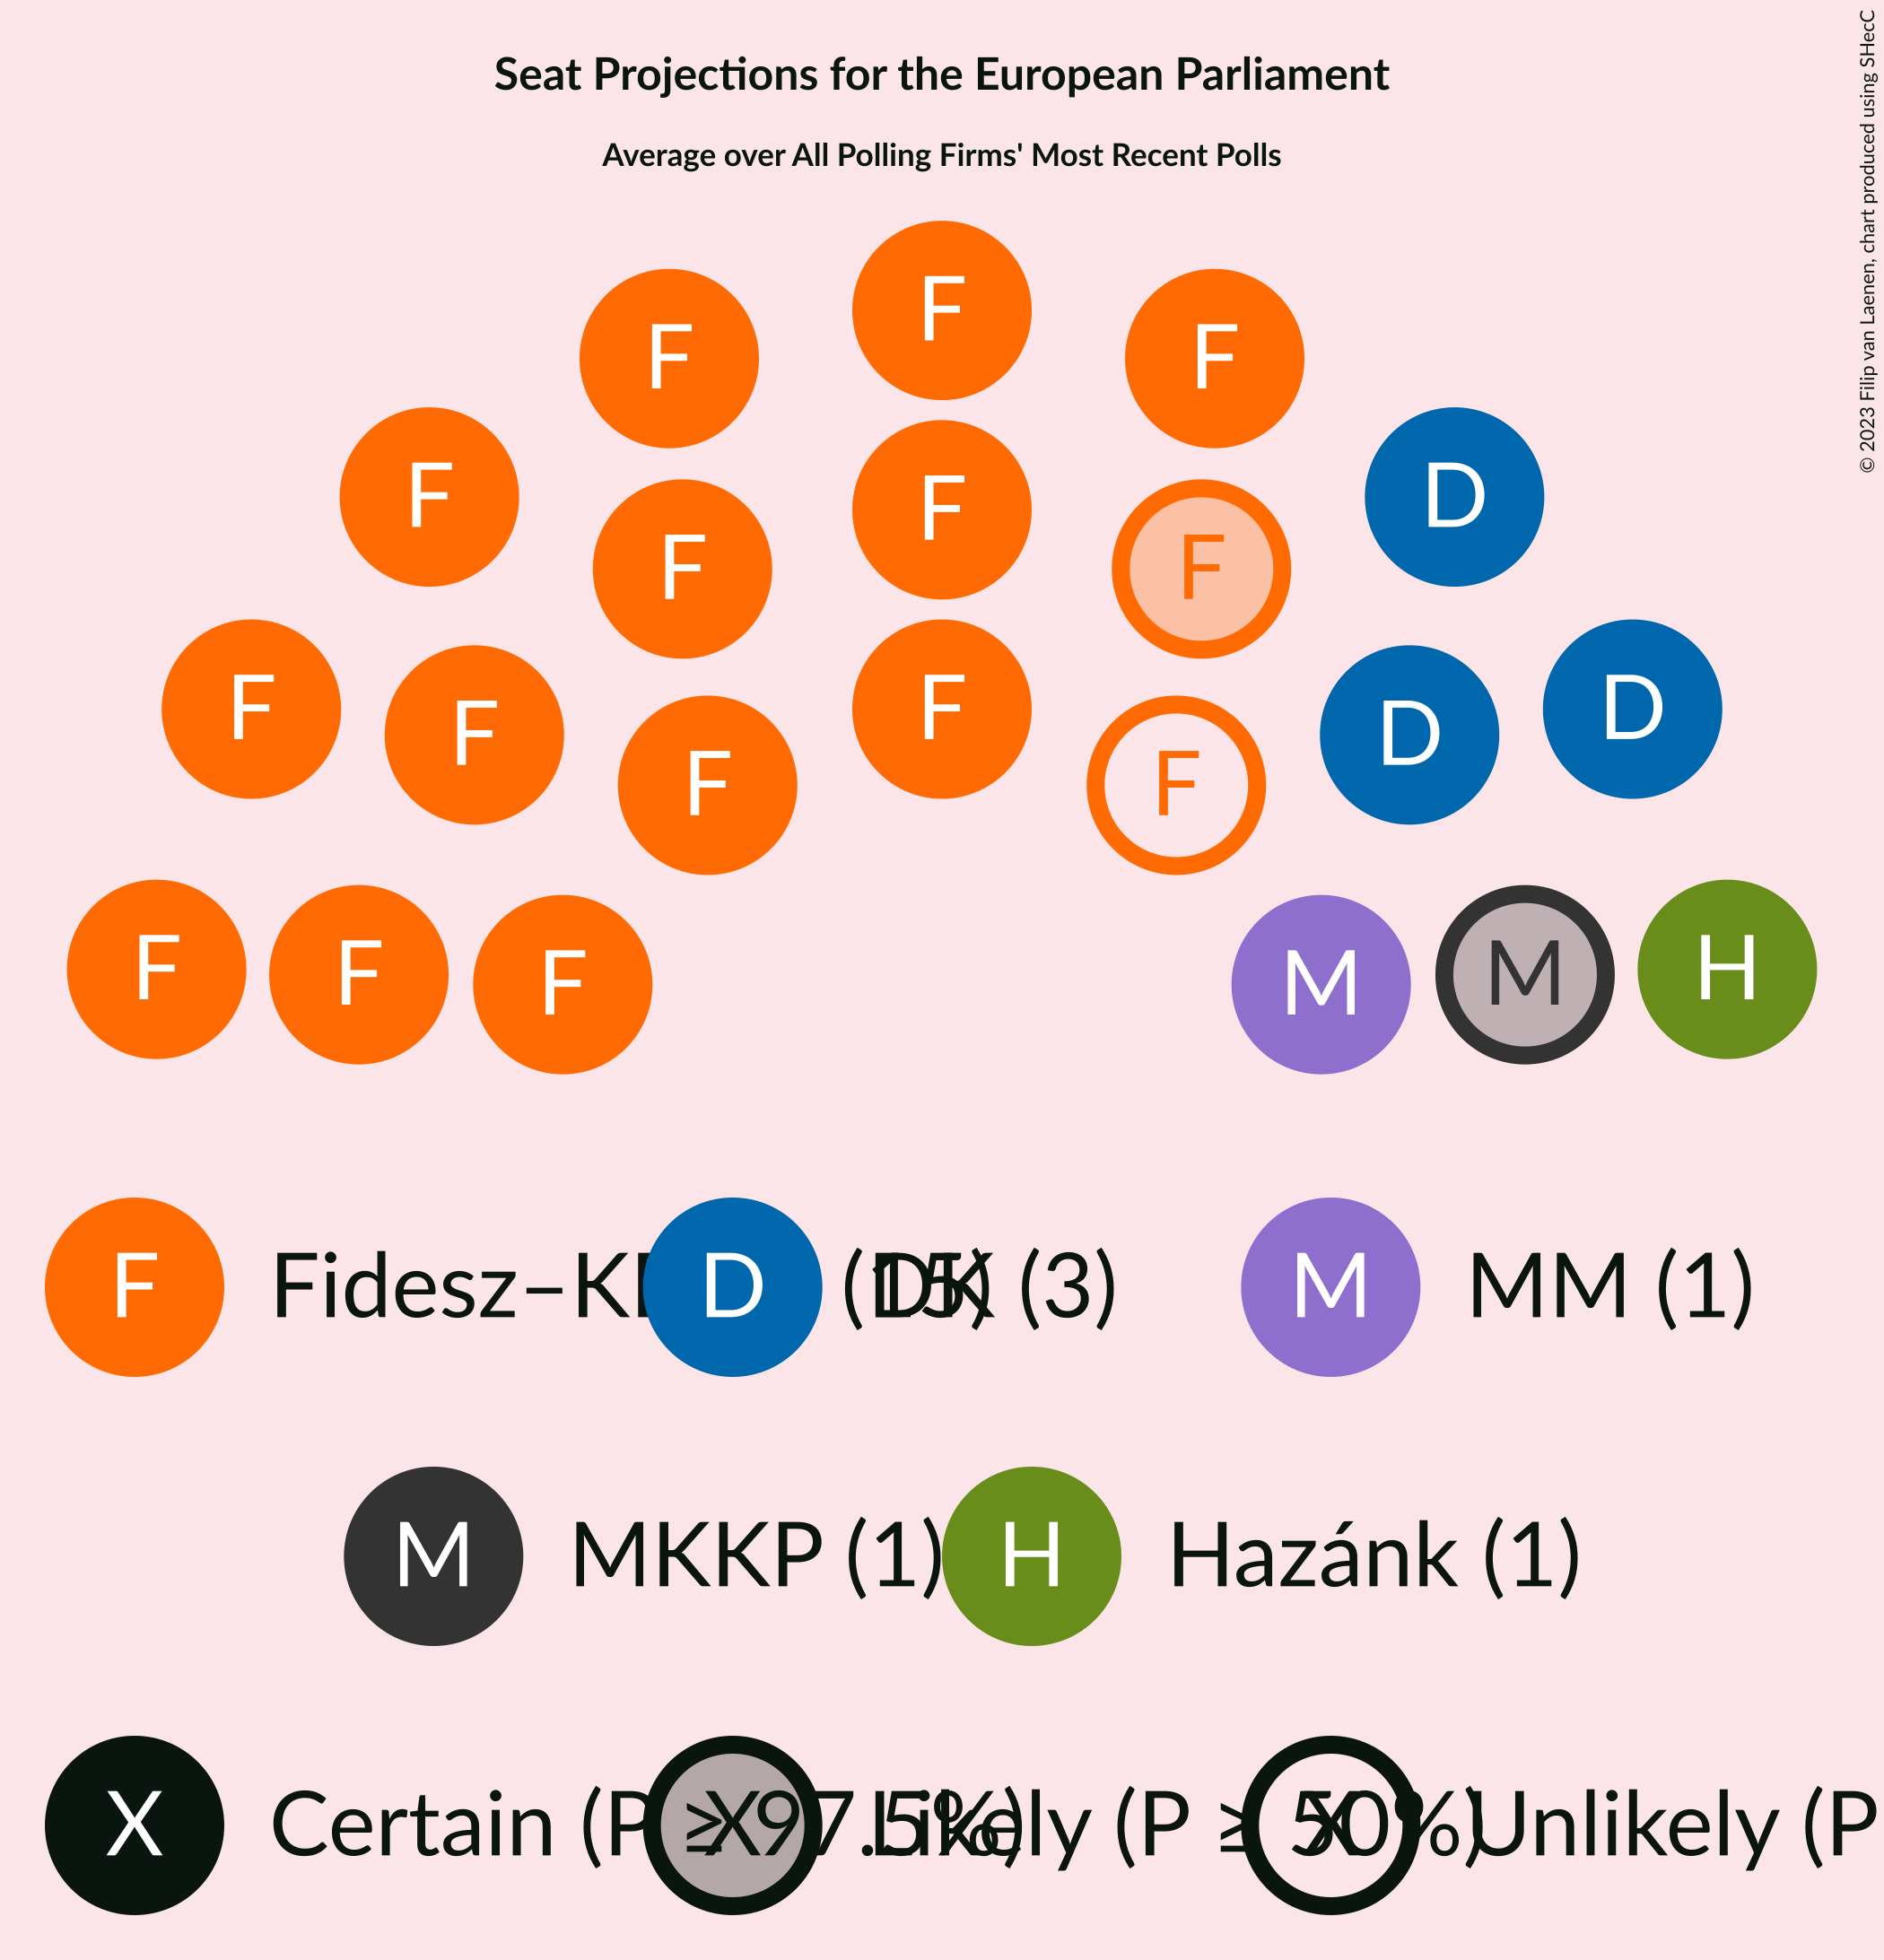 Seat Projections for the European Parliament
Average over All Polling Firms' Most Recent Polls
© 2023 Filip van Laenen, chart produced using SHecC
F
F F
F D
F
F F
F D
F F D
F F
F F
F M M H
F Fidesz–K D (15) DK (3) M MM (1)
M MKKP (1) H Hazánk (1)
X Certain (P ≥ 97.5%) X Likely (P ≥ 50%) X Unlikely (P